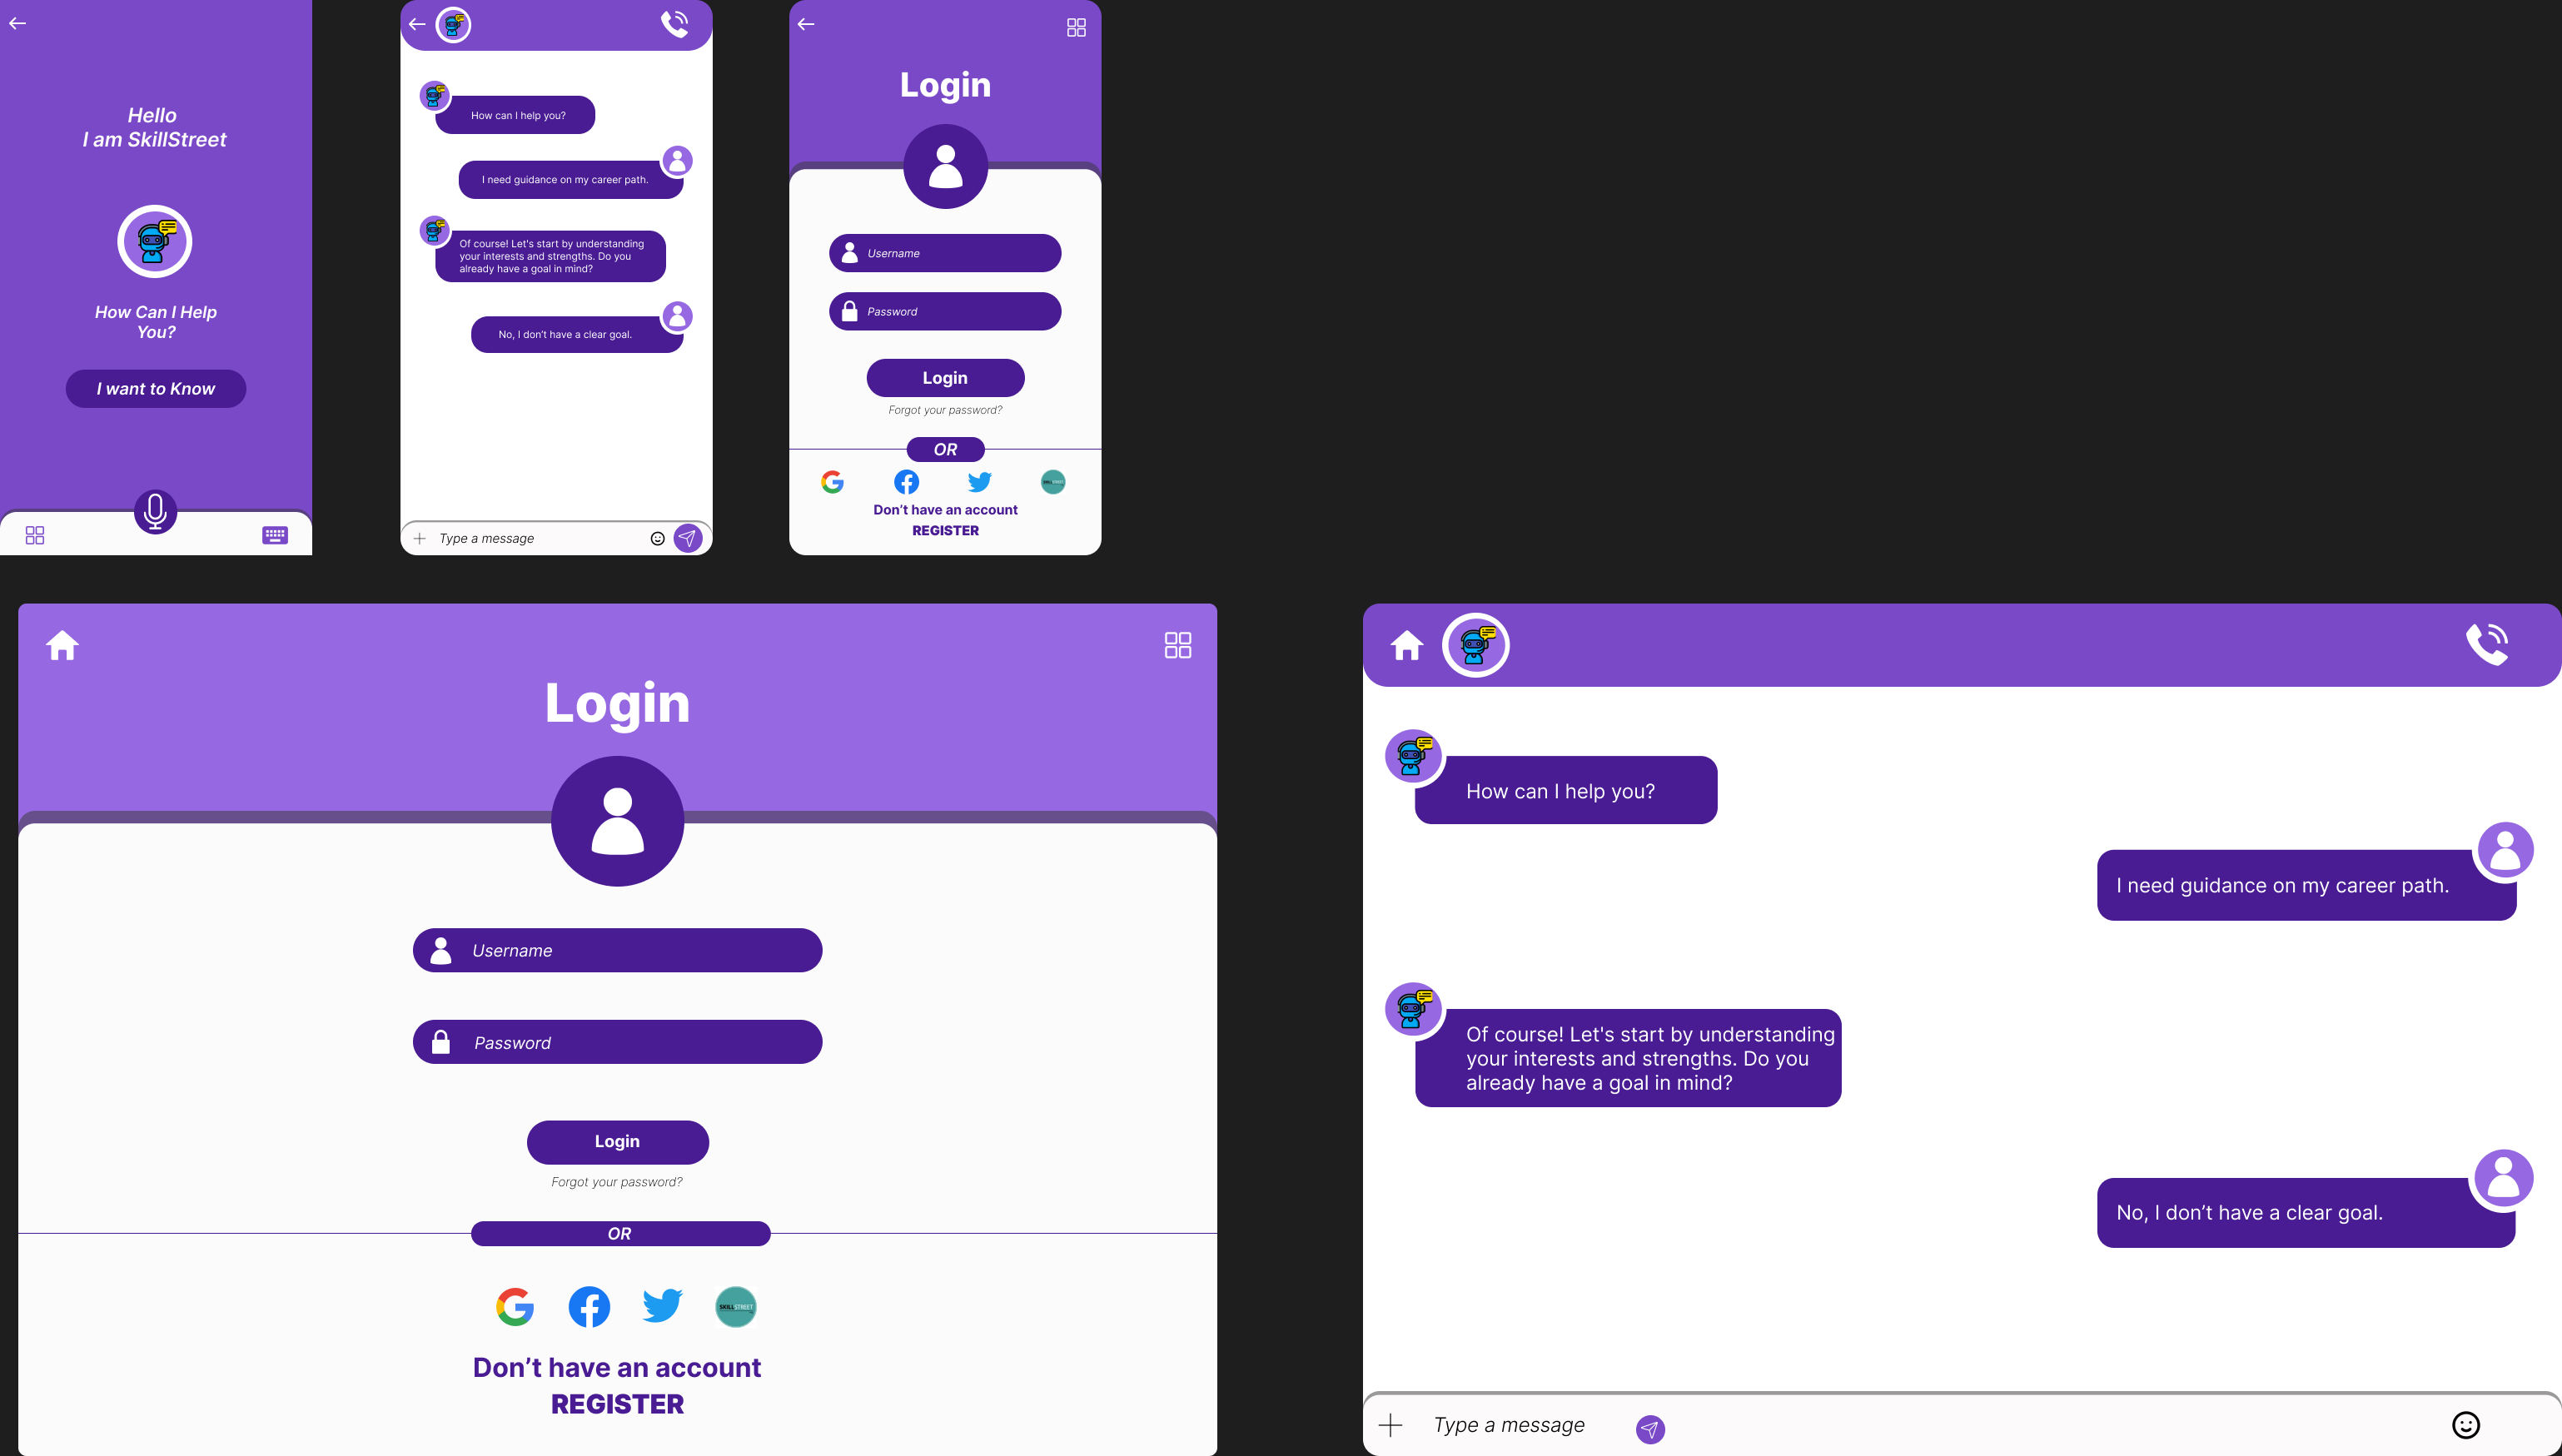 Hello
I am SkillStreet
How Can I Help
You?
I want to Know
How can I help you?
I need guidance on my career path.
Of course! Let's start by understanding
your interests and strengths. Do you
already have a goal in mind?
No, I don’t have a clear goal.
Type a message
Login
Username
Password
Login
Forgot your password?
OR
Don’t have an account
REGISTER
Login
Username
Password
Login
Forgot your password?
OR
SKILLSTREET
Don’t have an account
REGISTER
How can I help you?
I need guidance on my career path.
Of course! Let's start by understanding
your interests and strengths. Do you
already have a goal in mind?
No, I don’t have a clear goal.
Type a message